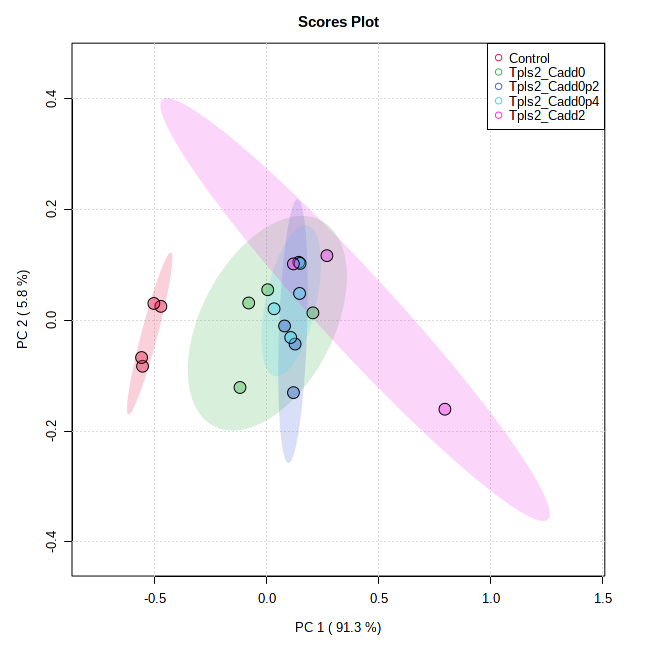 Scores Plot
Control
Tpls2_Cadd0
Tpls2_Cadd0p2
Tpls2_Cadd0p4
Tpls2_Cadd2
0.4
0.2
0.0
-0.2
-0.4
PC 2 ( 5.8 %)
-0.5
0.0
0.5
1.0
1.5
PC 1 ( 91.3 %)